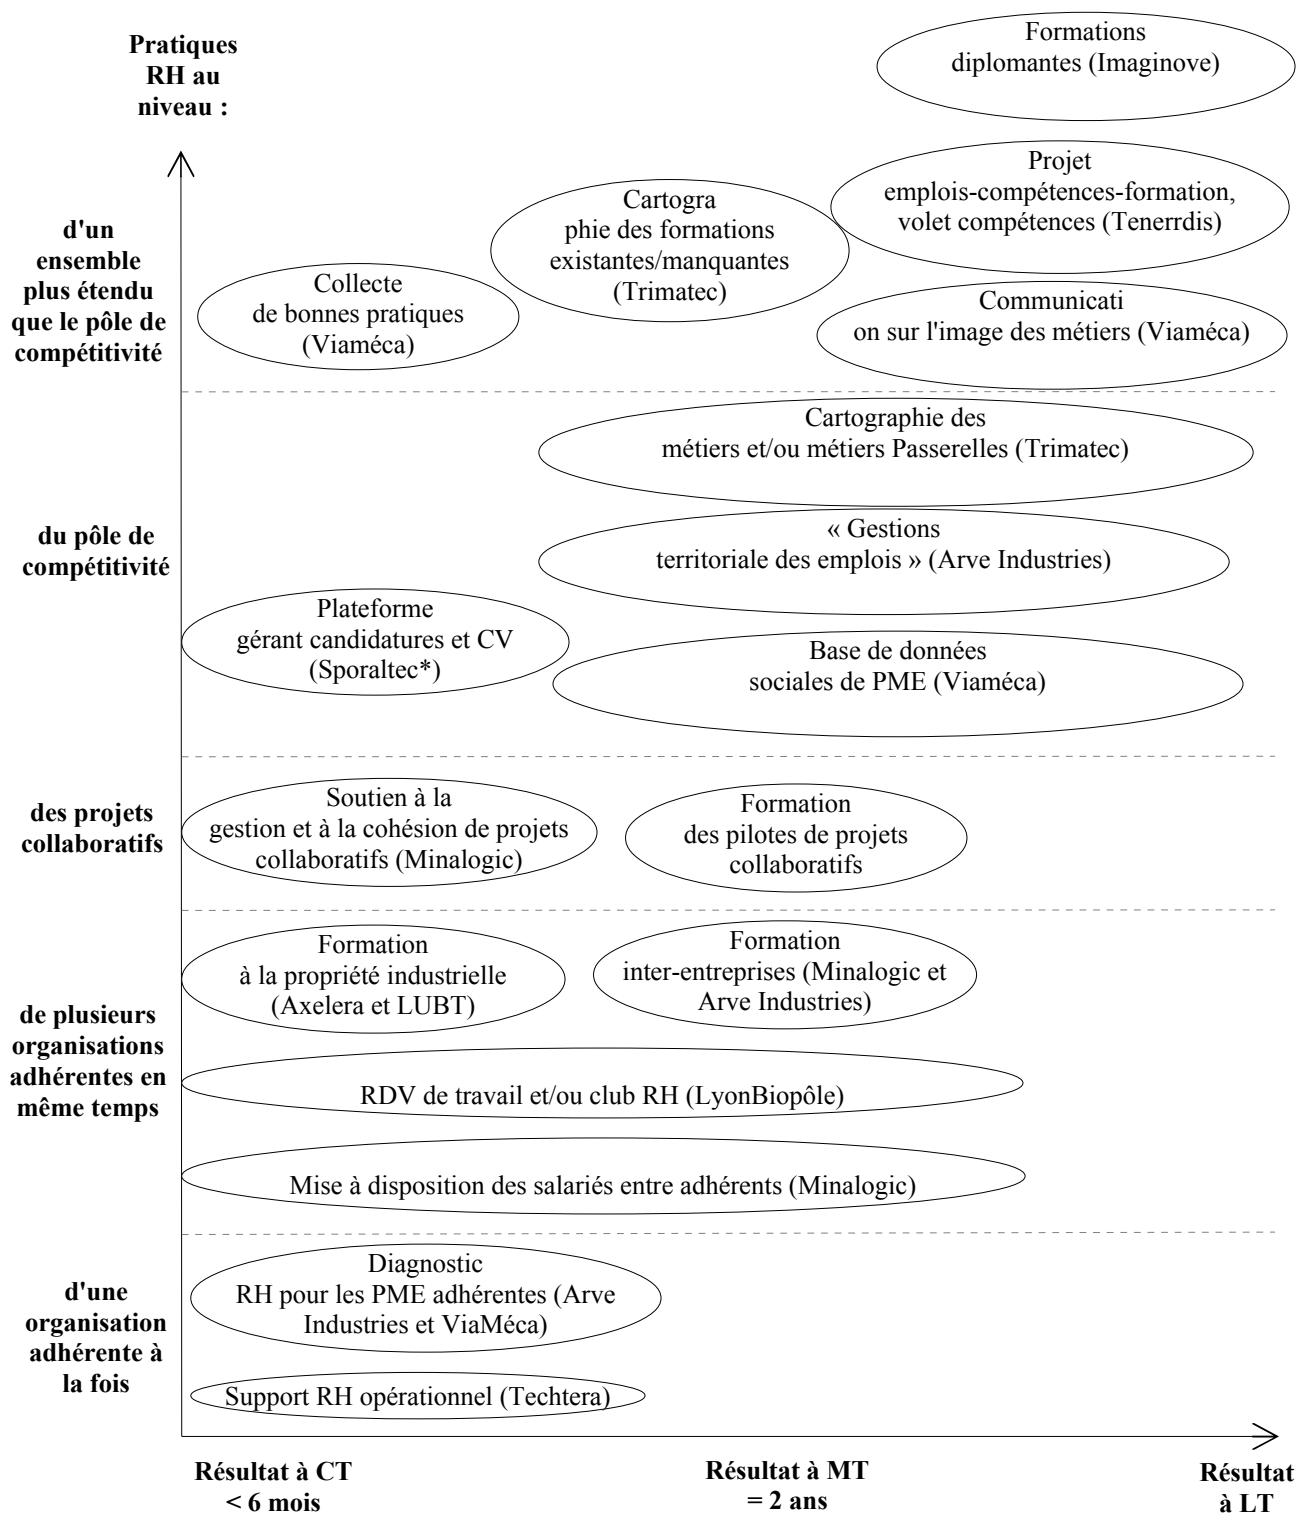 Pratiques
RH au
niveau :
Formations
diplomantes (Imaginove)
d'un
ensemble
plus étendu
que le pôle de
compétitivité
Projet
emplois-compétences-formation,
volet compétences (Tenerrdis)
Cartogra
phie des formations
existantes/manquantes
(Trimatec)
Collecte
de bonnes pratiques
(Viaméca)
Communicati
on sur l'image des métiers (Viaméca)
du pôle de
compétitivité
Cartographie des
métiers et/ou métiers Passerelles (Trimatec)
« Gestions
territoriale des emplois » (Arve Industries)
Plateforme
gérant candidatures et CV
(Sporaltec*)
Base de données
sociales de PME (Viaméca)
des projets
collaboratifs
Soutien à la
gestion et à la cohésion de projets
collaboratifs (Minalogic)
Formation
des pilotes de projets
collaboratifs
de plusieurs
organisations
adhérentes en
même temps
Formation
à la propriété industrielle
(Axelera et LUBT)
Formation
inter-entreprises (Minalogic et
Arve Industries)
RDV de travail et/ou club RH (LyonBiopôle)
Mise à disposition des salariés entre adhérents (Minalogic)
d'une
organisation
adhérente à
la fois
Diagnostic
RH pour les PME adhérentes (Arve
Industries et ViaMéca)
Support RH opérationnel (Techtera)
Résultat à CT
< 6 mois
Résultat à MT
= 2 ans
Résultat
à LT